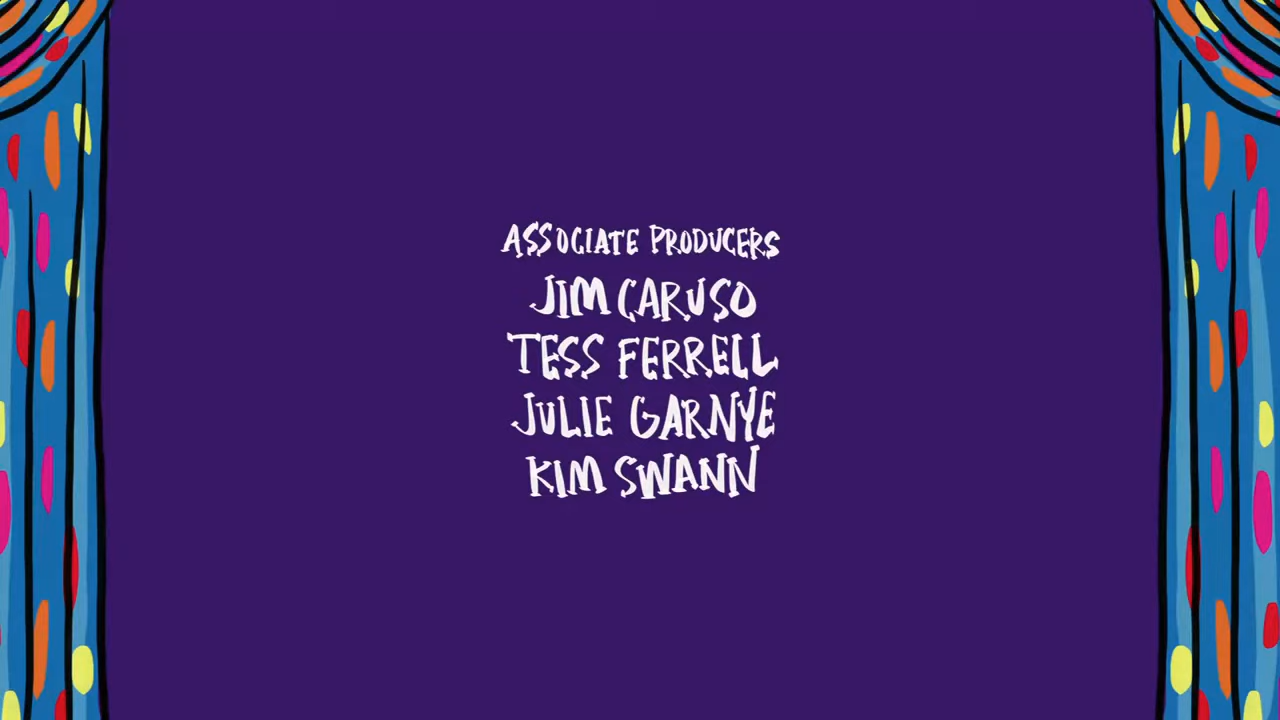 ASSOCIATE PRODUCERS
JIM CARUSO
TESS FERRELL
JULIE GARNYE
KIM SWANN